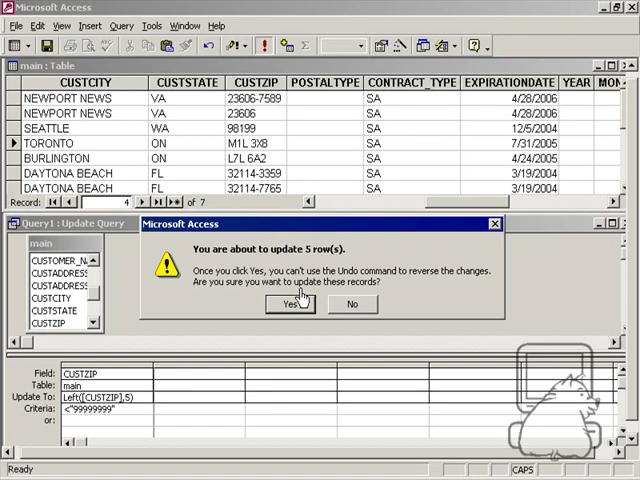 Microsoft Access
File Edit View Insert Query Tools Window Help
main : Table
CUSTCITY CUSTSTATE CUSTZIP POSTALTYPE CONTRACT_TYPE EXPIRATIONDATE YEAR MON
NEWPORT NEWS VA 23606-7589 SA 4/28/2006
NEWPORT NEWS VA 23606 SA 4/28/2006
SEATTLE WA 98199 SA 12/5/2004
TORONTO ON M1L 3X8 SA 7/31/2005
BURLINGTON ON L7L 6A2 SA 4/24/2005
DAYTONA BEACH FL 32114-3359 SA 3/19/2004
DAYTONA BEACH FL 32114-7765 SA 3/19/2004
Record: 4 of 7
Query1 : Update Query
main
CUSTOMER_N
CUSTADDRES
CUSTADDRES
CUSTCITY
CUSTSTATE
CUSTZIP
Microsoft Access
You are about to update 5 row(s).
Once you click Yes, you can't use the Undo command to reverse the changes.
Are you sure you want to update these records?
Yes No
Field: CUSTZIP
Table: main
Update To: Left([CUSTZIP],5)
Criteria: <"99999999"
or:
Ready CAPS